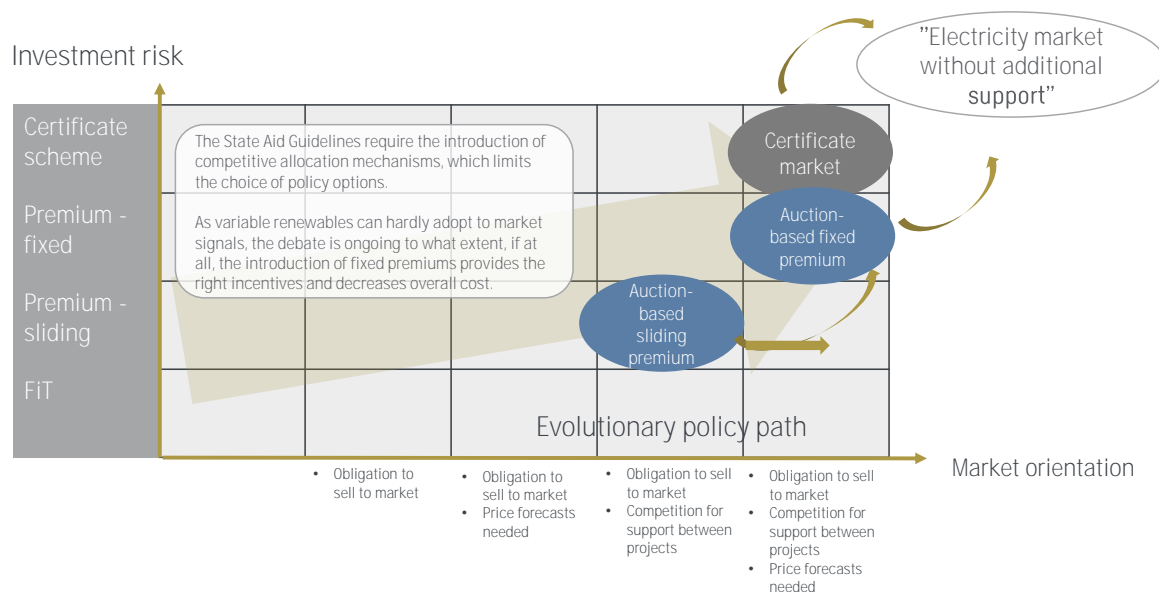 Investment risk
"Electricity market
without additional
support"
Certificate
scheme
Premium -
fixed
Premium -
sliding
FiT
The State Aid Guidelines require the introduction of
competitive allocation mechanisms, which limits
the choice of policy options.
As variable renewables can hardly adopt to market
signals, the debate is ongoing to what extent, if at
all, the introduction of fixed premiums provides the
right incentives and decreases overall cost.
Certificate
market
Auction-
based fixed
premium
Auction-
based
sliding
premium
Evolutionary policy path
Market orientation
• Obligation to
sell to market
• Obligation to
sell to market
• Price forecasts
needed
• Obligation to sell
to market
• Competition for
support between
projects
• Obligation to sell
to market
• Competition for
support between
projects
• Price forecasts
needed